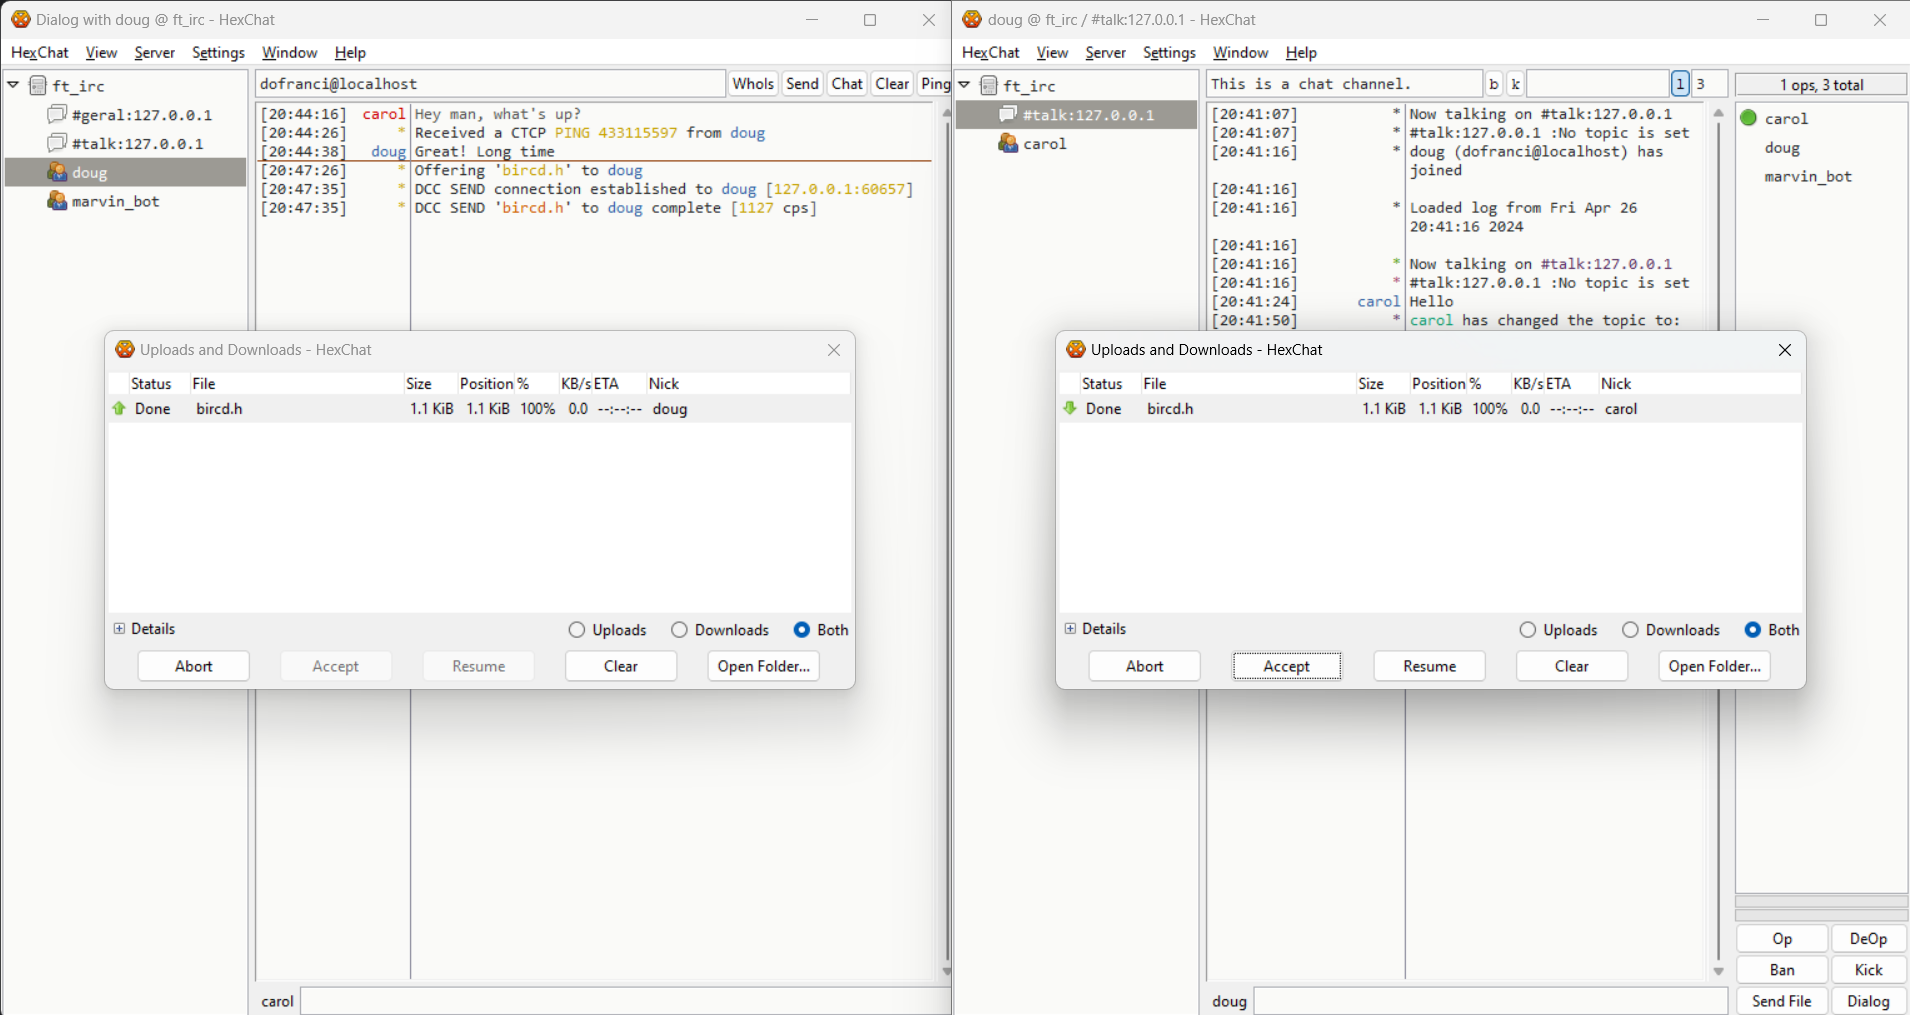 Dialog with doug @ ft_irc - HexChat
HexChat View Server Settings Window Help
ft_irc
#geral:127.0.0.1
#talk:127.0.0.1
doug
marvin_bot
dofranci@localhost WhoIs Send Chat Clear Ping
[20:44:16] carol Hey man, what's up?
[20:44:26] * Received a CTCP PING 433115597 from doug
[20:44:38] doug Great! Long time
[20:47:26] * Offering 'bircd.h' to doug
[20:47:35] * DCC SEND connection established to doug [127.0.0.1:60657]
[20:47:35] * DCC SEND 'bircd.h' to doug complete [1127 cps]
Uploads and Downloads - HexChat
Status File Size Position % KB/s ETA Nick
Done bircd.h 1.1 KiB 1.1 KiB 100% 0.0 --:--:-- doug
Details Uploads Downloads Both
Abort Accept Resume Clear Open Folder...
carol
doug @ ft_irc / #talk:127.0.0.1 - HexChat
HexChat View Server Settings Window Help
ft_irc
#talk:127.0.0.1
carol
This is a chat channel. b k l 3
[20:41:07] * Now talking on #talk:127.0.0.1
[20:41:07] * #talk:127.0.0.1 :No topic is set
[20:41:16] * doug (dofranci@localhost) has
joined
[20:41:16]
[20:41:16] * Loaded log from Fri Apr 26
20:41:16 2024
[20:41:16]
[20:41:16] * Now talking on #talk:127.0.0.1
[20:41:16] * #talk:127.0.0.1 :No topic is set
[20:41:24] carol Hello
[20:41:50] * carol has changed the topic to:
1 ops, 3 total
carol
doug
marvin_bot
Uploads and Downloads - HexChat
Status File Size Position % KB/s ETA Nick
Done bircd.h 1.1 KiB 1.1 KiB 100% 0.0 --:--:-- carol
Details Uploads Downloads Both
Abort Accept Resume Clear Open Folder...
Op DeOp
Ban Kick
Send File Dialog
doug